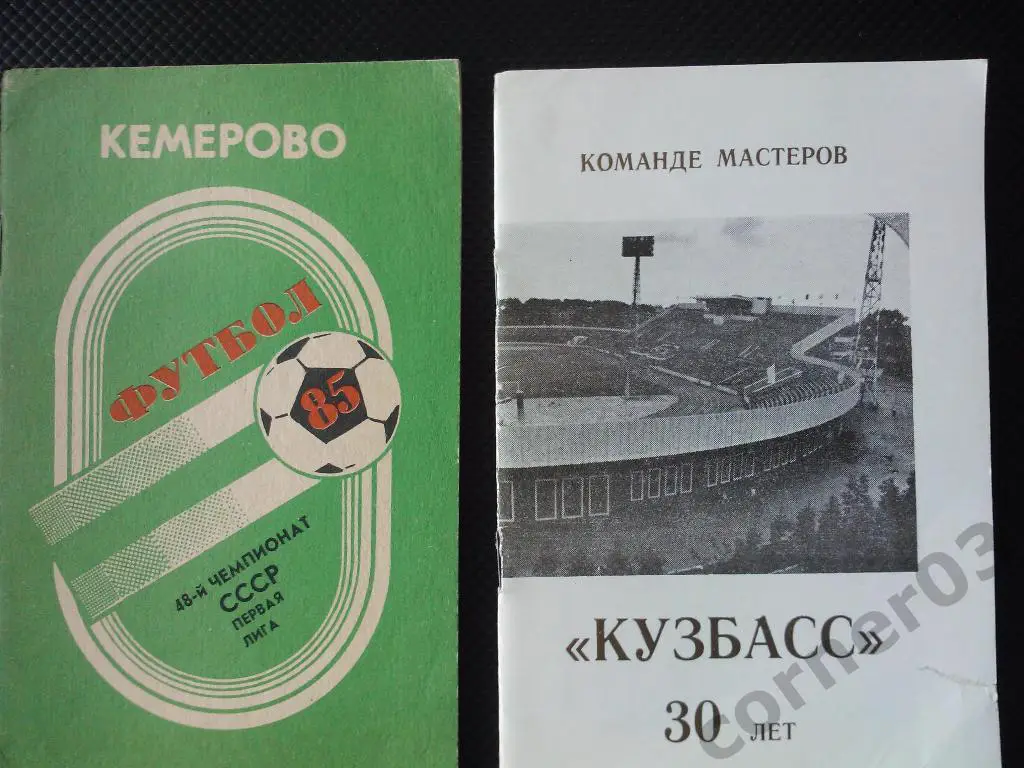 КЕМЕРОВО
ФУТБОЛ
85
48-й ЧЕМПИОНАТ
СССР
ПЕРВАЯ
ЛИГА
КОМАНДЕ МАСТЕРОВ
«КУЗБАСС»
30 ЛЕТ
corner03